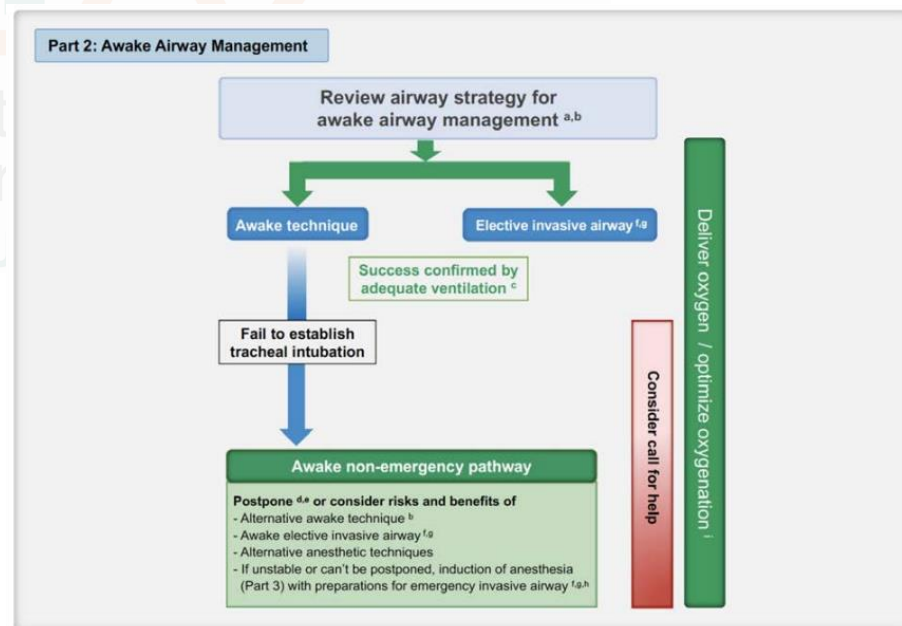 Part 2: Awake Airway Management
Review airway strategy for
awake airway management a,b
Awake technique
Elective invasive airway f,g
Success confirmed by
adequate ventilation c
Fail to establish
tracheal intubation
Awake non-emergency pathway
Postpone d,e or consider risks and benefits of
- Alternative awake technique b
- Awake elective invasive airway f,g
- Alternative anesthetic techniques
- If unstable or can't be postponed, induction of anesthesia
(Part 3) with preparations for emergency invasive airway f,g,h
Consider call for help
Deliver oxygen / optimize oxygenation i